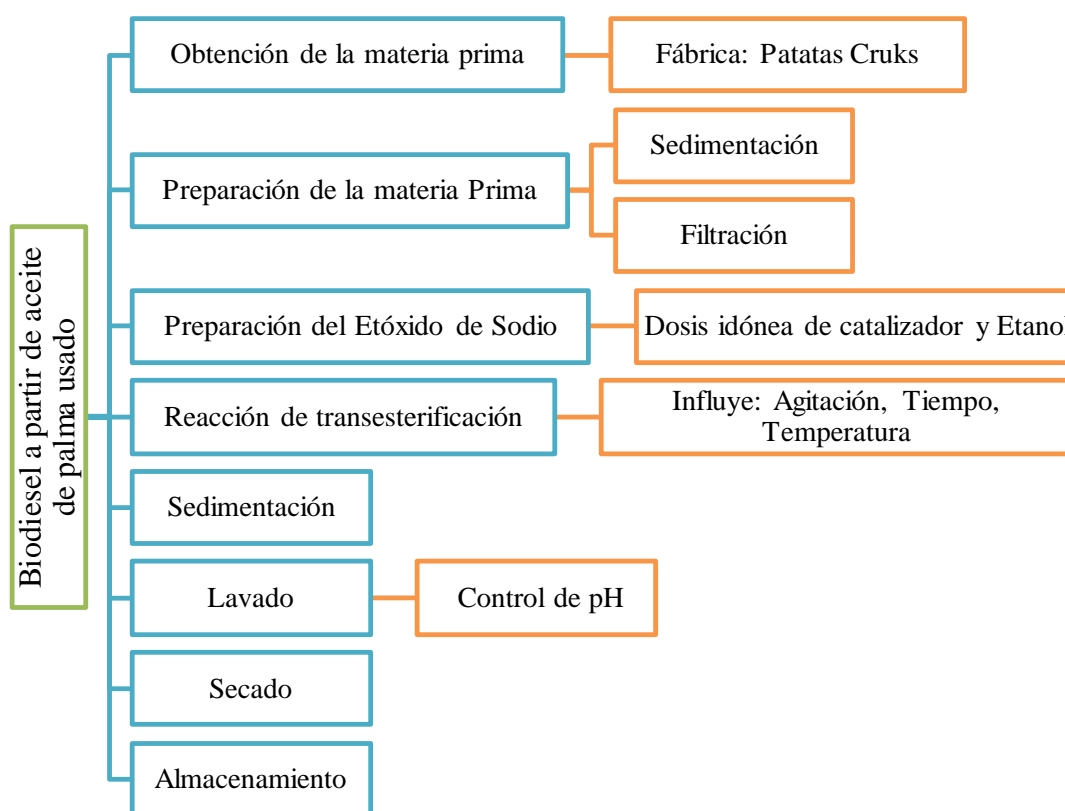 Biodiesel a partir de aceite
de palma usado
Obtención de la materia prima
Fábrica: Patatas Cruks
Preparación de la materia Prima
Sedimentación
Filtración
Preparación del Etóxido de Sodio
Dosis idónea de catalizador y Etanol
Reacción de transesterificación
Influye: Agitación, Tiempo,
Temperatura
Sedimentación
Lavado
Control de pH
Secado
Almacenamiento